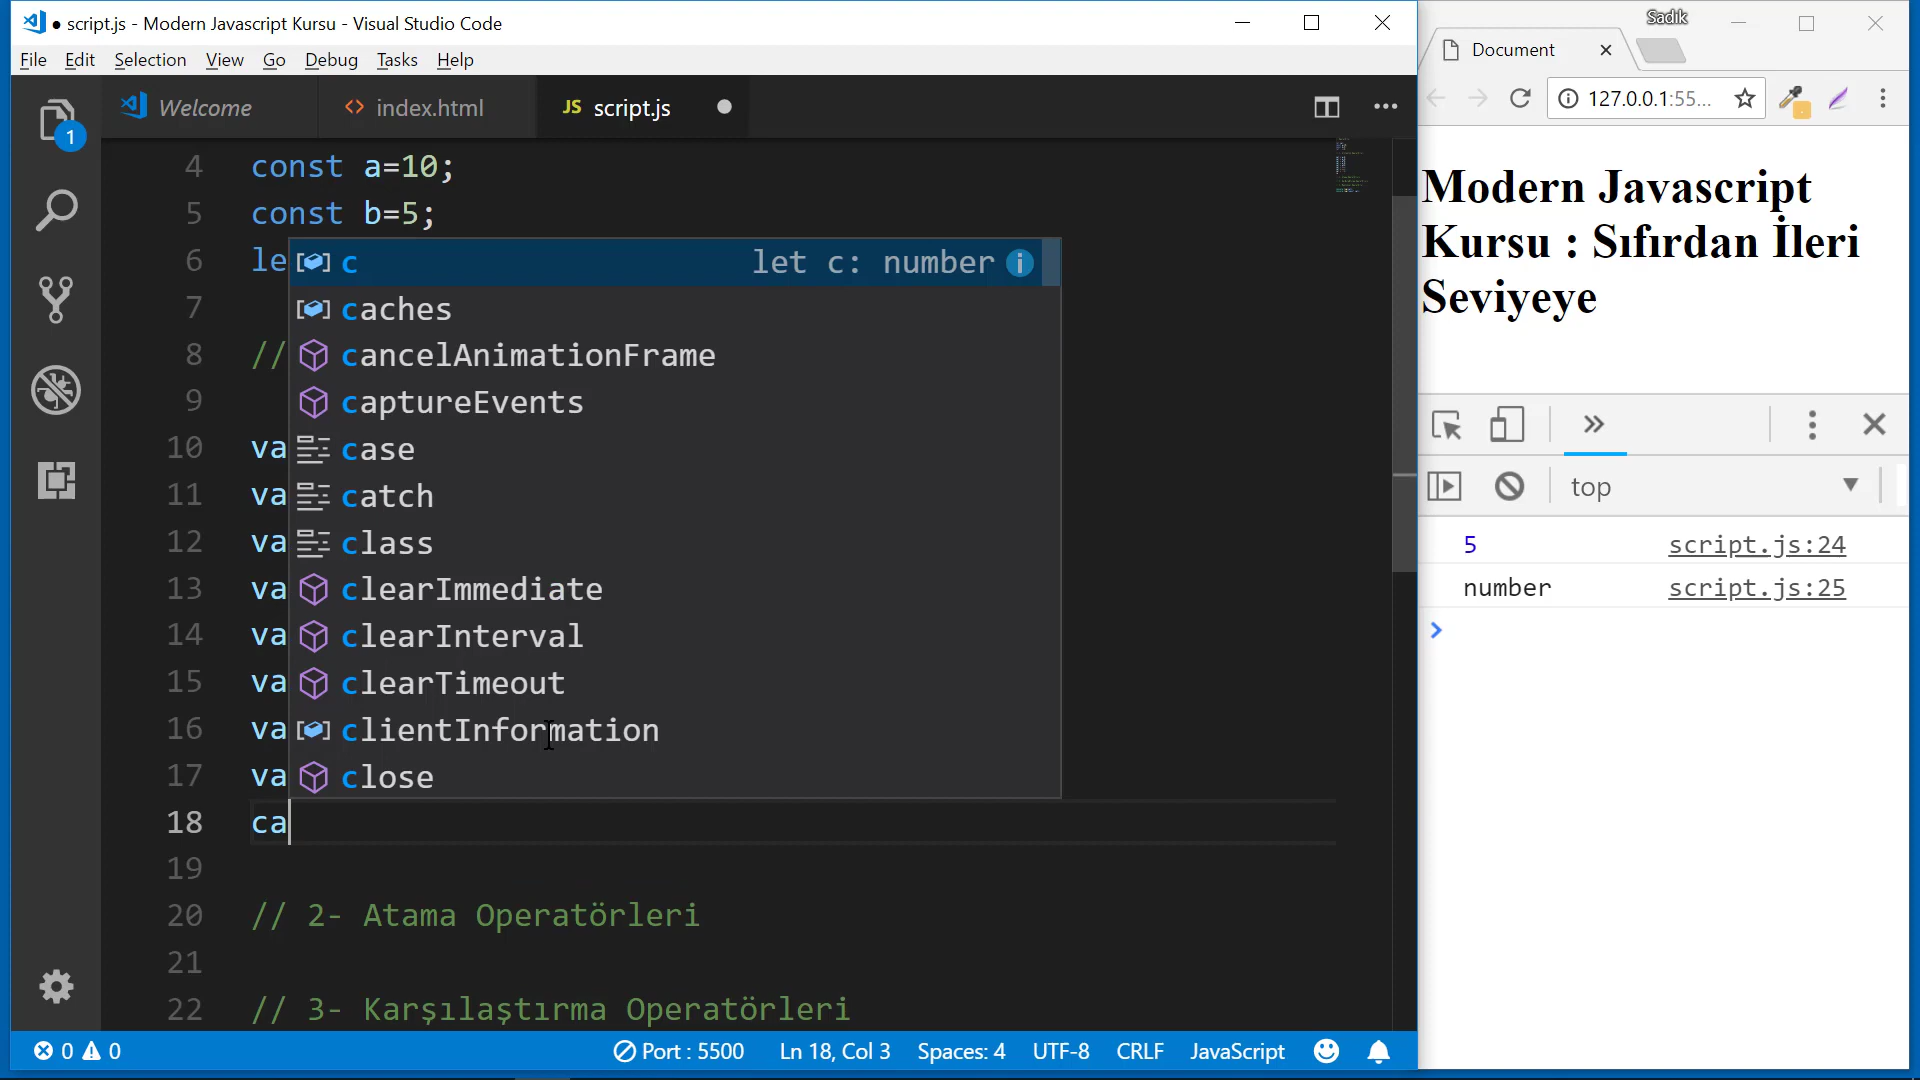 ● script.js - Modern Javascript Kursu - Visual Studio Code
File Edit Selection View Go Debug Tasks Help
1
Welcome
<> index.html
JS script.js
4 const a=10;
5 const b=5;
6 le
7
8 //
9
10 va
11 va
12 va
13 va
14 va
15 va
16 va
17 va
18 ca
19
20 // 2- Atama Operatörleri
21
22 // 3- Karşılaştırma Operatörleri
c let c: number
caches
cancelAnimationFrame
captureEvents
case
catch
class
clearImmediate
clearInterval
clearTimeout
clientInformation
close
0 0 Port : 5500 Ln 18, Col 3 Spaces: 4 UTF-8 CRLF JavaScript
Sadik
Document
127.0.0.1:55...
Modern Javascript
Kursu : Sıfırdan İleri
Seviyeye
top
5 script.js:24
number script.js:25